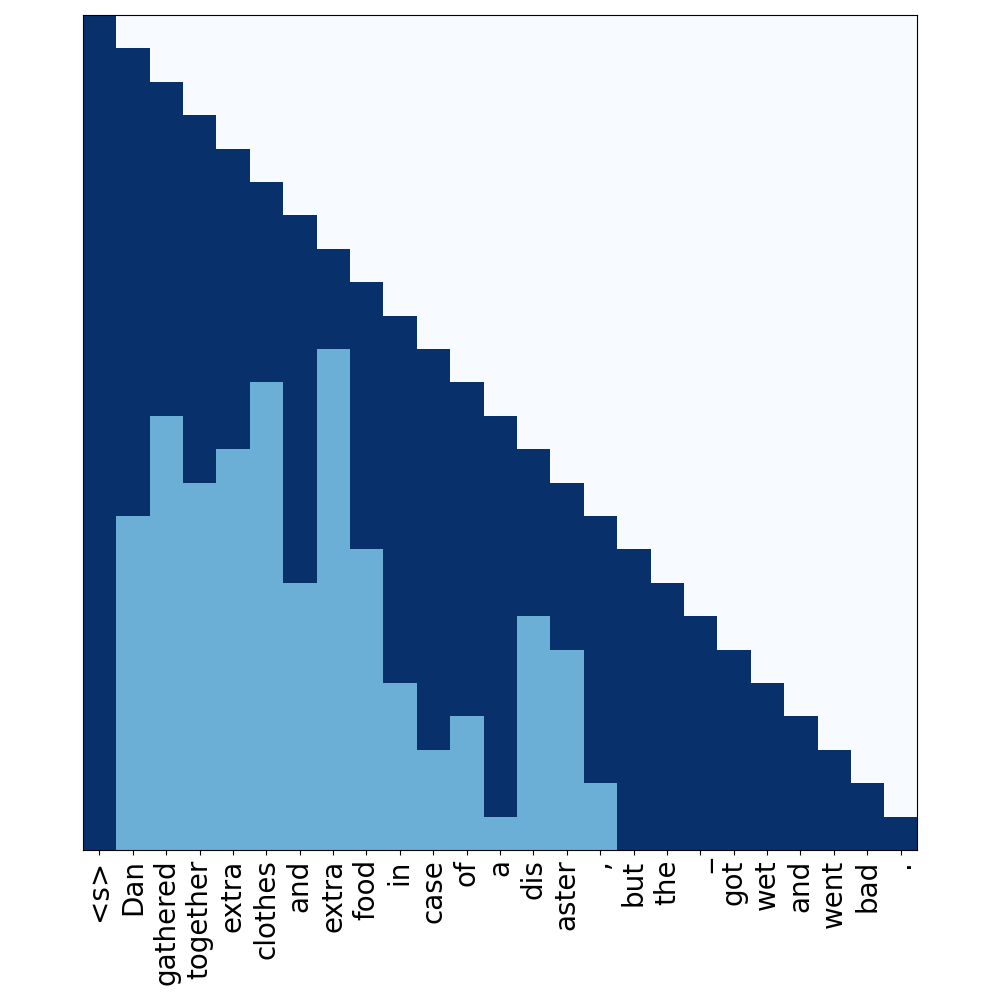 <s> Dan gathered together extra clothes and extra food in case of a dis aster , but the _ got wet and went bad .